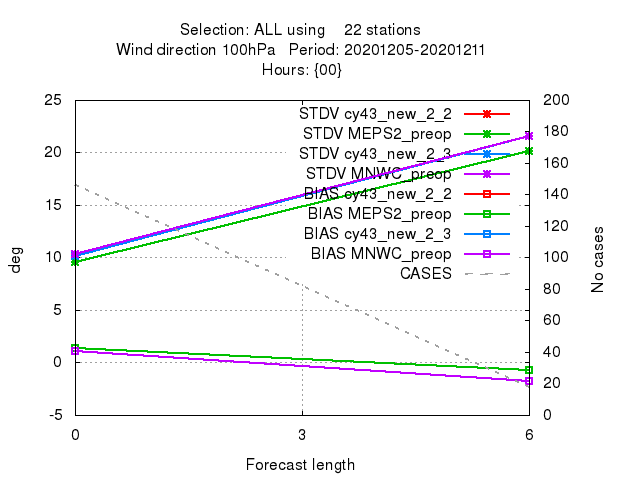 Selection: ALL using 22 stations
Wind direction 100hPa Period: 20201205-20201211
Hours: {00}
25
20
15
10
5
0
-5
deg
STDV cy43_new_2_2
STDV MEPS2_preop
STDV cy43_new_2_3
STDV MNWC_preop
BIAS cy43_new_2_2
BIAS MEPS2_preop
BIAS cy43_new_2_3
BIAS MNWC_preop
CASES
200
180
160
140
120
100
80
60
40
20
0
No cases
0
3
6
Forecast length